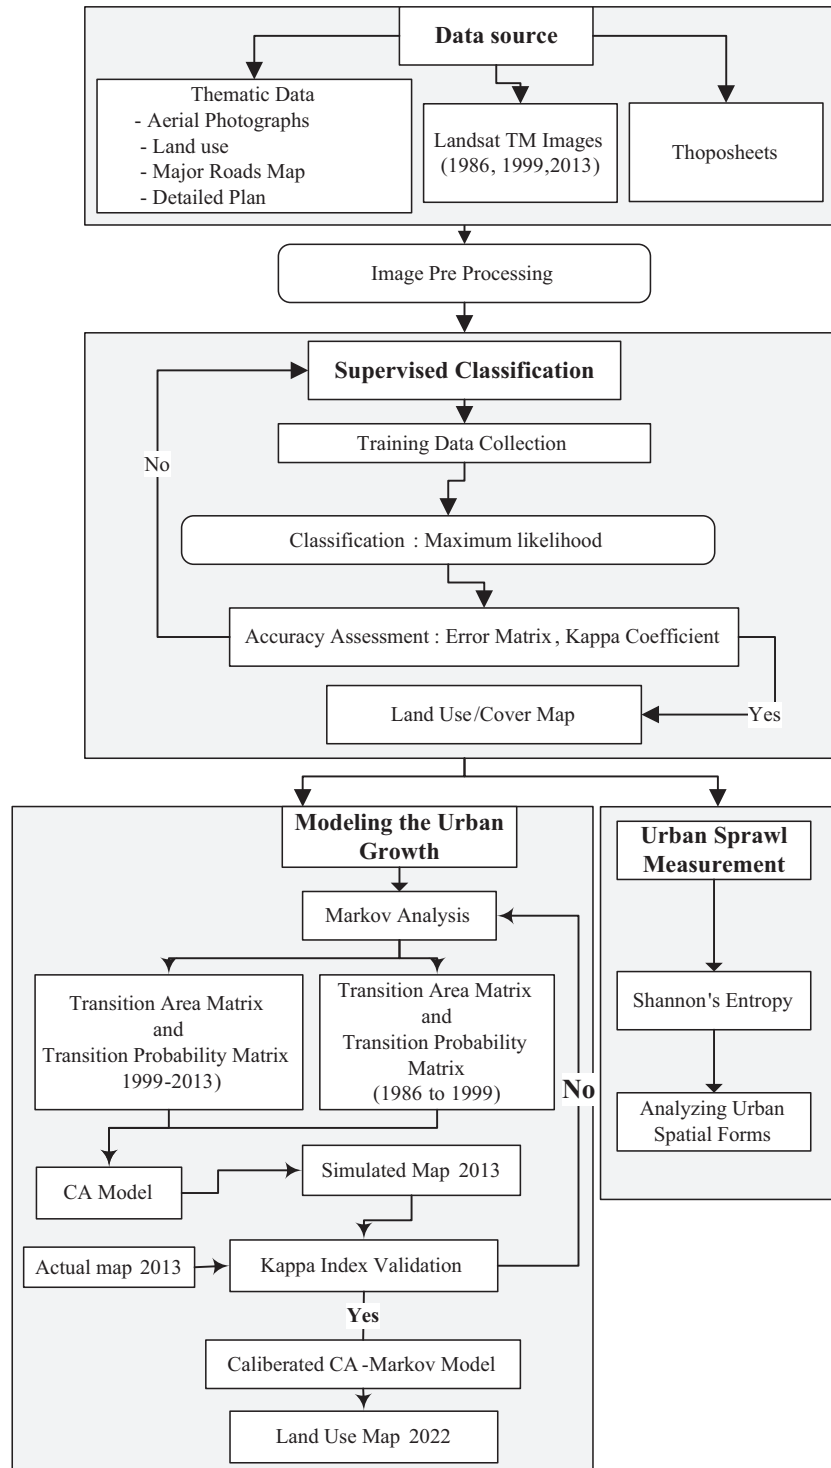 Data source
Thematic Data
- Aerial Photographs
- Land use
- Major Roads Map
- Detailed Plan
Landsat TM Images
(1986, 1999,2013)
Thoposheets
Image Pre Processing
Supervised Classification
Training Data Collection
No
Classification : Maximum likelihood
Accuracy Assessment : Error Matrix , Kappa Coefficient
Land Use/Cover Map
Yes
Modeling the Urban
Growth
Markov Analysis
Transition Area Matrix
and
Transition Probability Matrix
1999-2013)
Transition Area Matrix
and
Transition Probability
Matrix
(1986 to 1999)
No
CA Model
Simulated Map 2013
Actual map 2013
Kappa Index Validation
Yes
Caliberated CA -Markov Model
Land Use Map 2022
Urban Sprawl
Measurement
Shannon's Entropy
Analyzing Urban
Spatial Forms